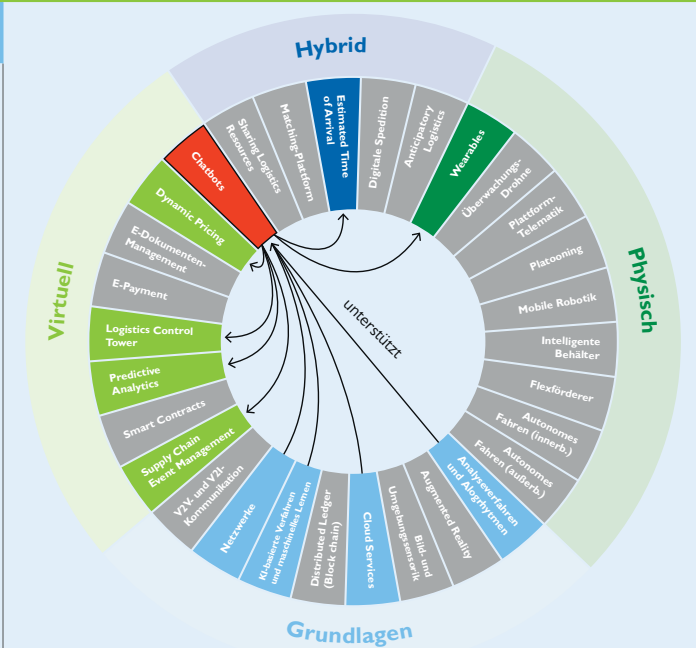 Hybrid
Sharing Logistics
Resources
Matching-Plattform
Estimated Time
of Arrival
Digitale Spedition
Anticipatory
Logistics
Physisch
Wearables
Überwachungs-
Drohne
Plattform-
Telematik
Platooning
Mobile Robotik
Intelligente
Behälter
Flexförderer
Autonomes
Fahren (innerb.)
Autonomes
Fahren (außerb.)
Grundlagen
Analyseverfahren
und Alogrhytmen
Augmented Reality
Bild- und
Umgebungssensorik
Cloud Services
Distributed Ledger
(Block chain)
KI-basierte Verfahren
und maschinelles Lernen
Netzwerke
V2V- und V2I-
Kommunikation
Virtuell
Supply Chain
Event Management
Smart Contracts
Predictive
Analytics
Logistics Control
Tower
E-Payment
E-Dokumenten-
Management
Dynamic Pricing
Chatbots
unterstützt